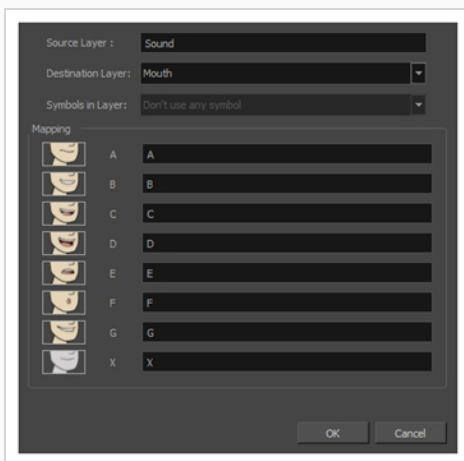 Source Layer : Sound
Destination Layer: Mouth
Symbols in Layer: Don't use any symbol
Mapping
A A
B B
C C
D D
E E
F F
G G
X X
OK Cancel